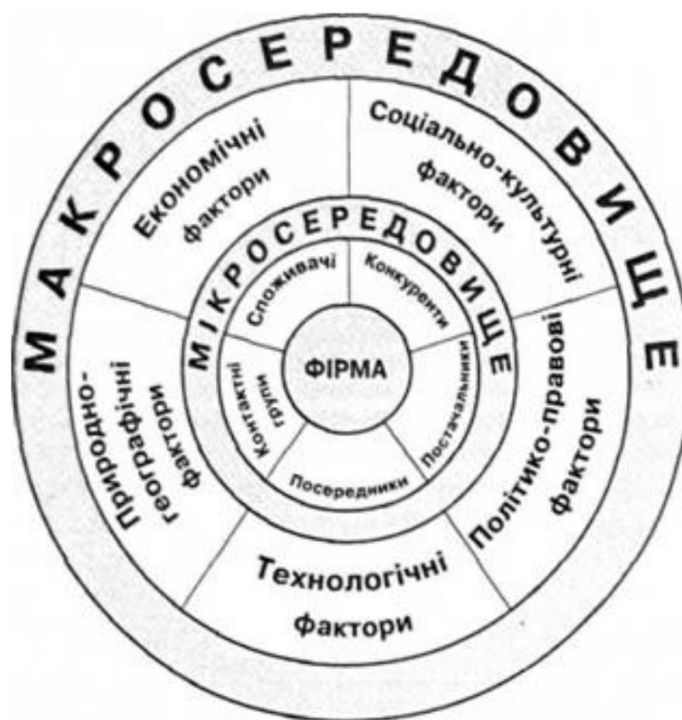 МАКРОСЕРЕДОВИЩЕ
Економічні
фактори
Соціально-культурні
фактори
Політико-правові
фактори
Технологічні
фактори
Природно-
географічні
фактори
МІКРОСЕРЕДОВИЩЕ
Споживачі
Конкуренти
Постачальники
Посередники
Контактні
групи
ФІРМА